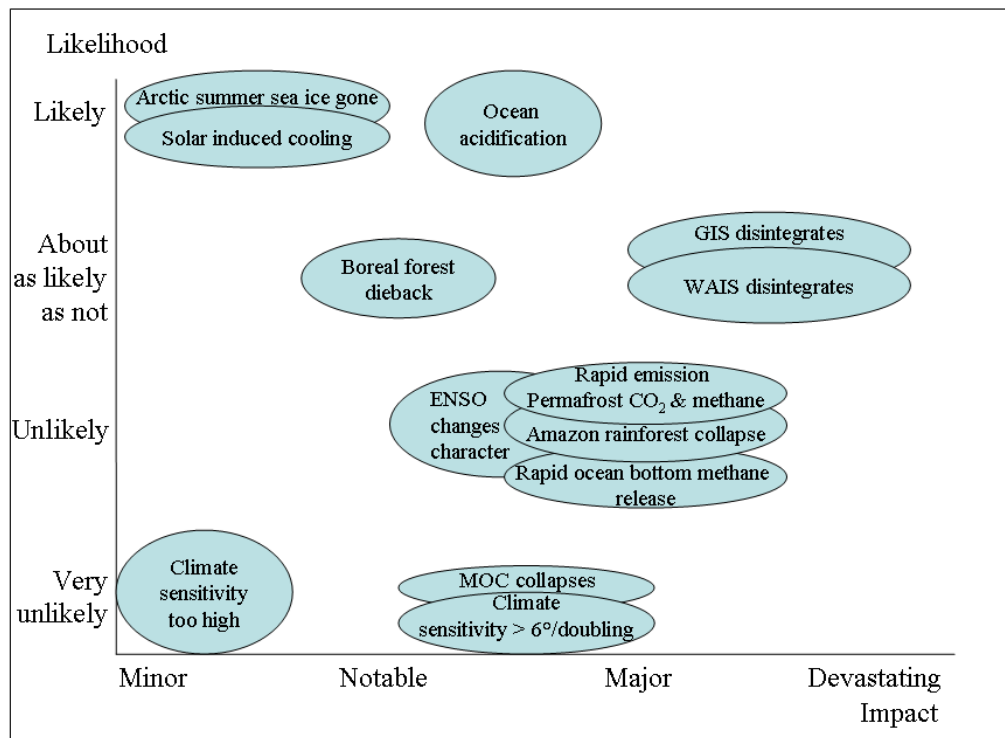 Likelihood
Likely
Arctic summer sea ice gone
Solar induced cooling
Ocean
acidification
About
as likely
as not
Boreal forest
dieback
GIS disintegrates
WAIS disintegrates
Unlikely
ENSO
changes
character
Rapid emission
Permafrost CO₂ & methane
Amazon rainforest collapse
Rapid ocean bottom methane
release
Very
unlikely
Climate
sensitivity
too high
MOC collapses
Climate
sensitivity > 6°/doubling
Minor
Notable
Major
Devastating
Impact